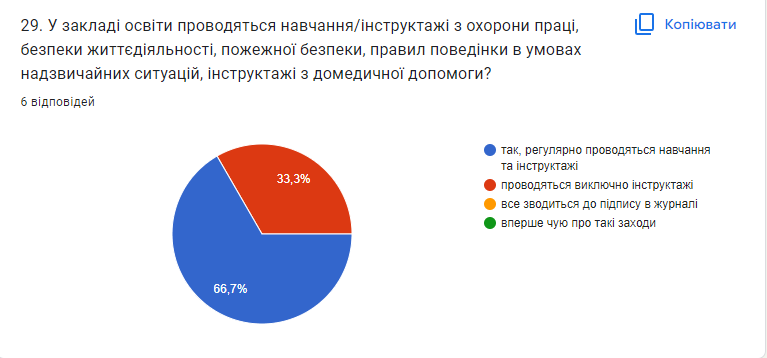 29. У закладі освіти проводяться навчання/інструктажі з охорони праці,
безпеки життєдіяльності, пожежної безпеки, правил поведінки в умовах
надзвичайних ситуацій, інструктажі з домедичної допомоги?
Копіювати
6 відповідей
так, регулярно проводяться навчання
та інструктажі
проводяться виключно інструктажі
все зводиться до підпису в журналі
вперше чую про такі заходи
33,3%
66,7%